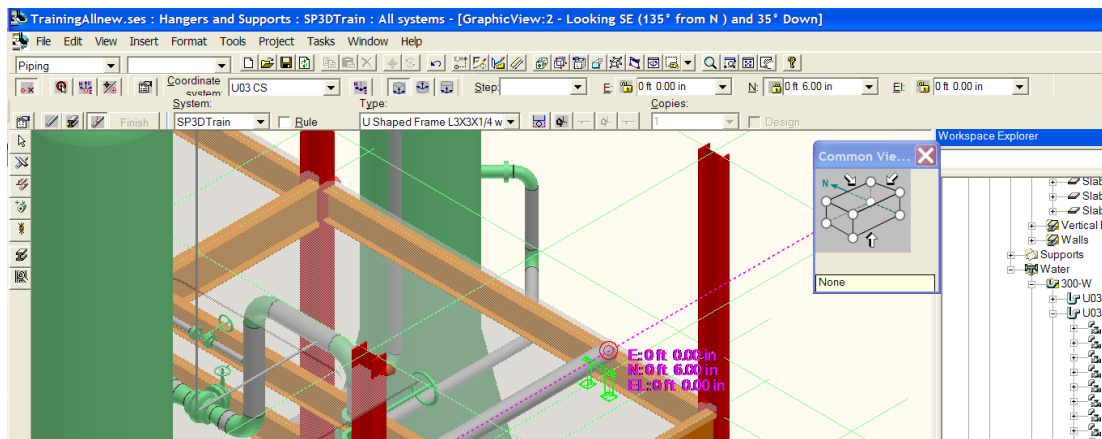 TrainingAllnew.ses : Hangers and Supports : SP3DTrain : All systems - [GraphicView:2 - Looking SE (135° from N ) and 35° Down]
File Edit View Insert Format Tools Project Tasks Window Help
Piping
Coordinate system: U03 CS Step: E: 0 ft 0.00 in N: 0 ft 6.00 in El: 0 ft 0.00 in
System: Type: Copies:
Finish SP3DTrain Rule U Shaped Frame L3X3X1/4 w 1 Design
Workspace Explorer
Common Vie...
N
None
Slab
Slab
Slab
Vertical
Walls
Supports
Water
300-W
U03
U03
E: 0 ft 0.00 in
N: 0 ft 6.00 in
EL: 0 ft 0.00 in